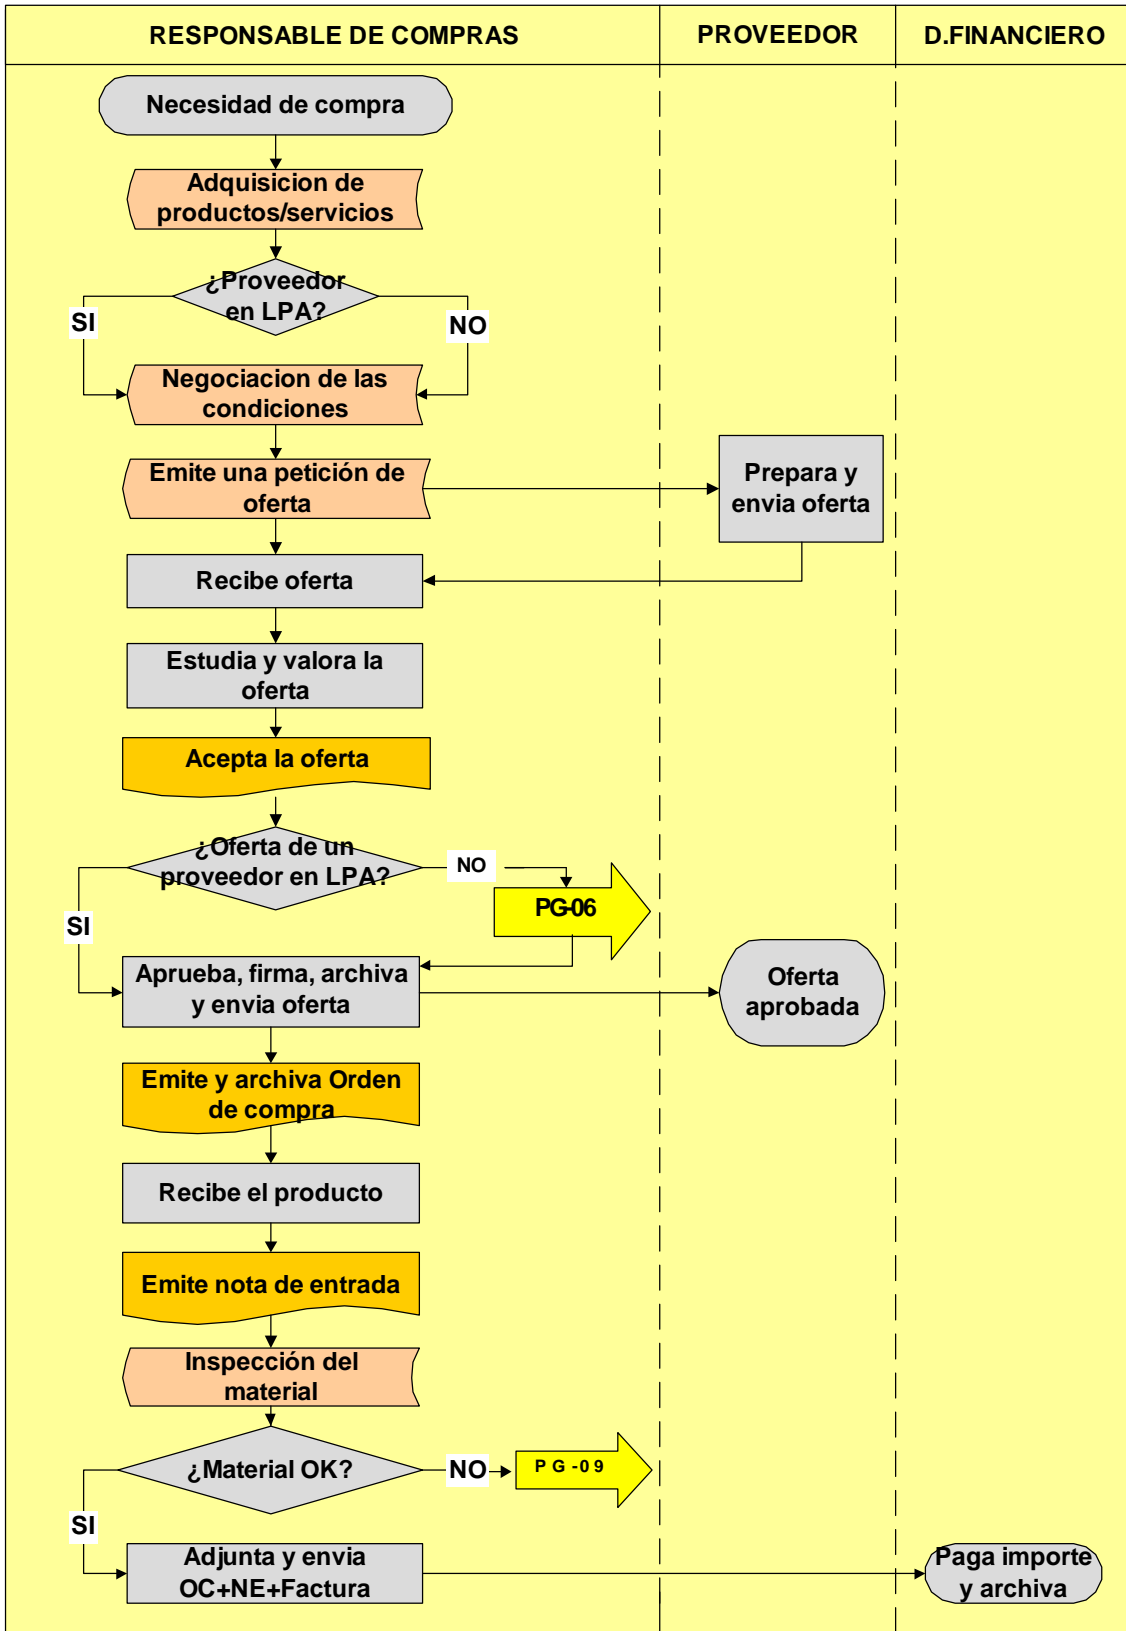 RESPONSABLE DE COMPRAS
PROVEEDOR
D.FINANCIERO
Necesidad de compra
Adquisicion de
productos/servicios
¿Proveedor
en LPA?
SI
NO
Negociacion de las
condiciones
Emite una petición de
oferta
Prepara y
envia oferta
Recibe oferta
Estudia y valora la
oferta
Acepta la oferta
¿Oferta de un
proveedor en LPA?
NO
SI
PG-06
Aprueba, firma, archiva
y envia oferta
Oferta
aprobada
Emite y archiva Orden
de compra
Recibe el producto
Emite nota de entrada
Inspección del
material
¿Material OK?
NO
PG-09
SI
Adjunta y envia
OC+NE+Factura
Paga importe
y archiva